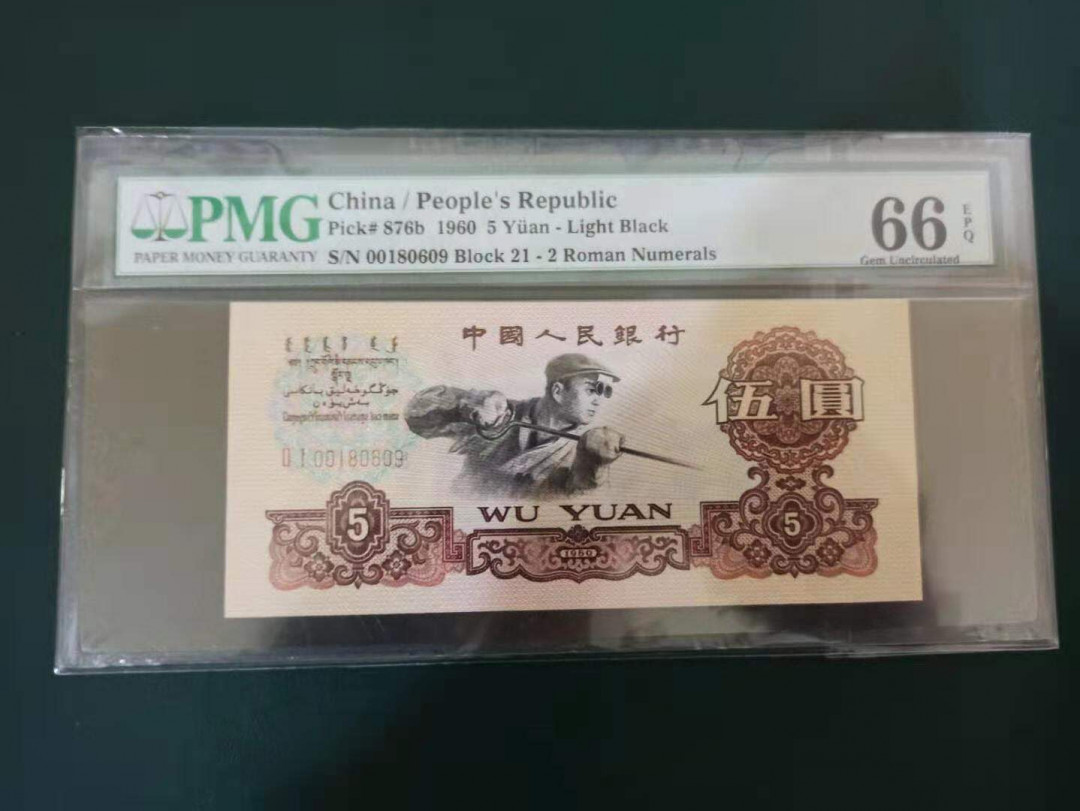 PMG
PAPER MONEY GUARANTY
China / People's Republic
Pick# 876b 1960 5 Yüan - Light Black
S/N 00180609 Block 21 - 2 Roman Numerals
66
EPQ
Gem Uncirculated
中國人民銀行
伍圓
00180609
5
WU YUAN
1960
5